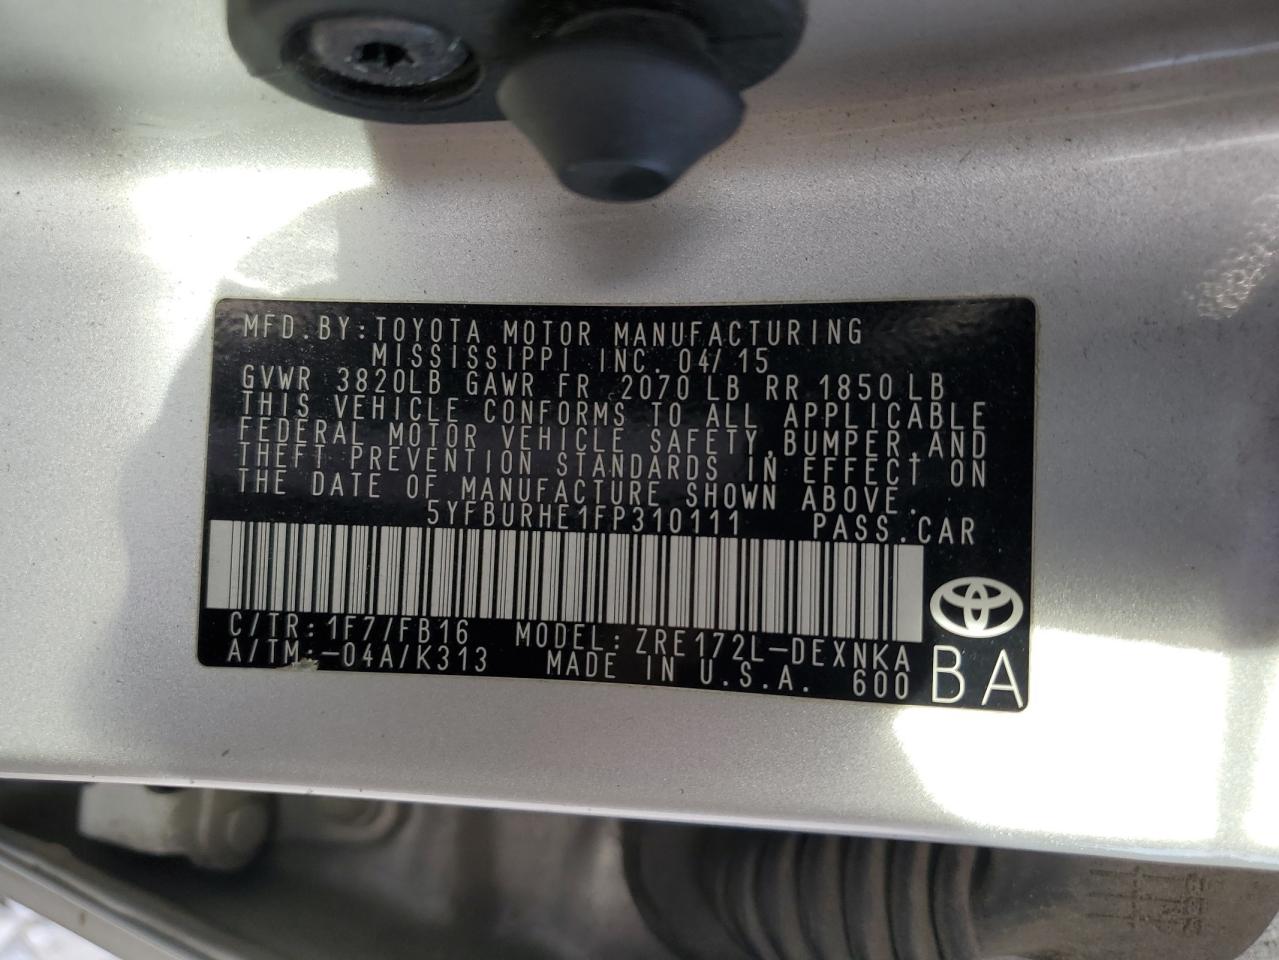 MFD.BY:TOYOTA MOTOR MANUFACTURING
MISSISSIPPI INC. 04/15
GVWR 3820LB GAWR FR 2070 LB RR 1850 LB
THIS VEHICLE CONFORMS TO ALL APPLICABLE
FEDERAL MOTOR VEHICLE SAFETY,BUMPER,AND
THEFT PREVENTION STANDARDS IN EFFECT ON
THE DATE OF MANUFACTURE SHOWN ABOVE.
5YFBURHE1FP310111 PASS.CAR
C/TR:1F7/FB16 MODEL:ZRE172L-DEXNKA
A/TM:-04A/K313 MADE IN U.S.A. 600
BA